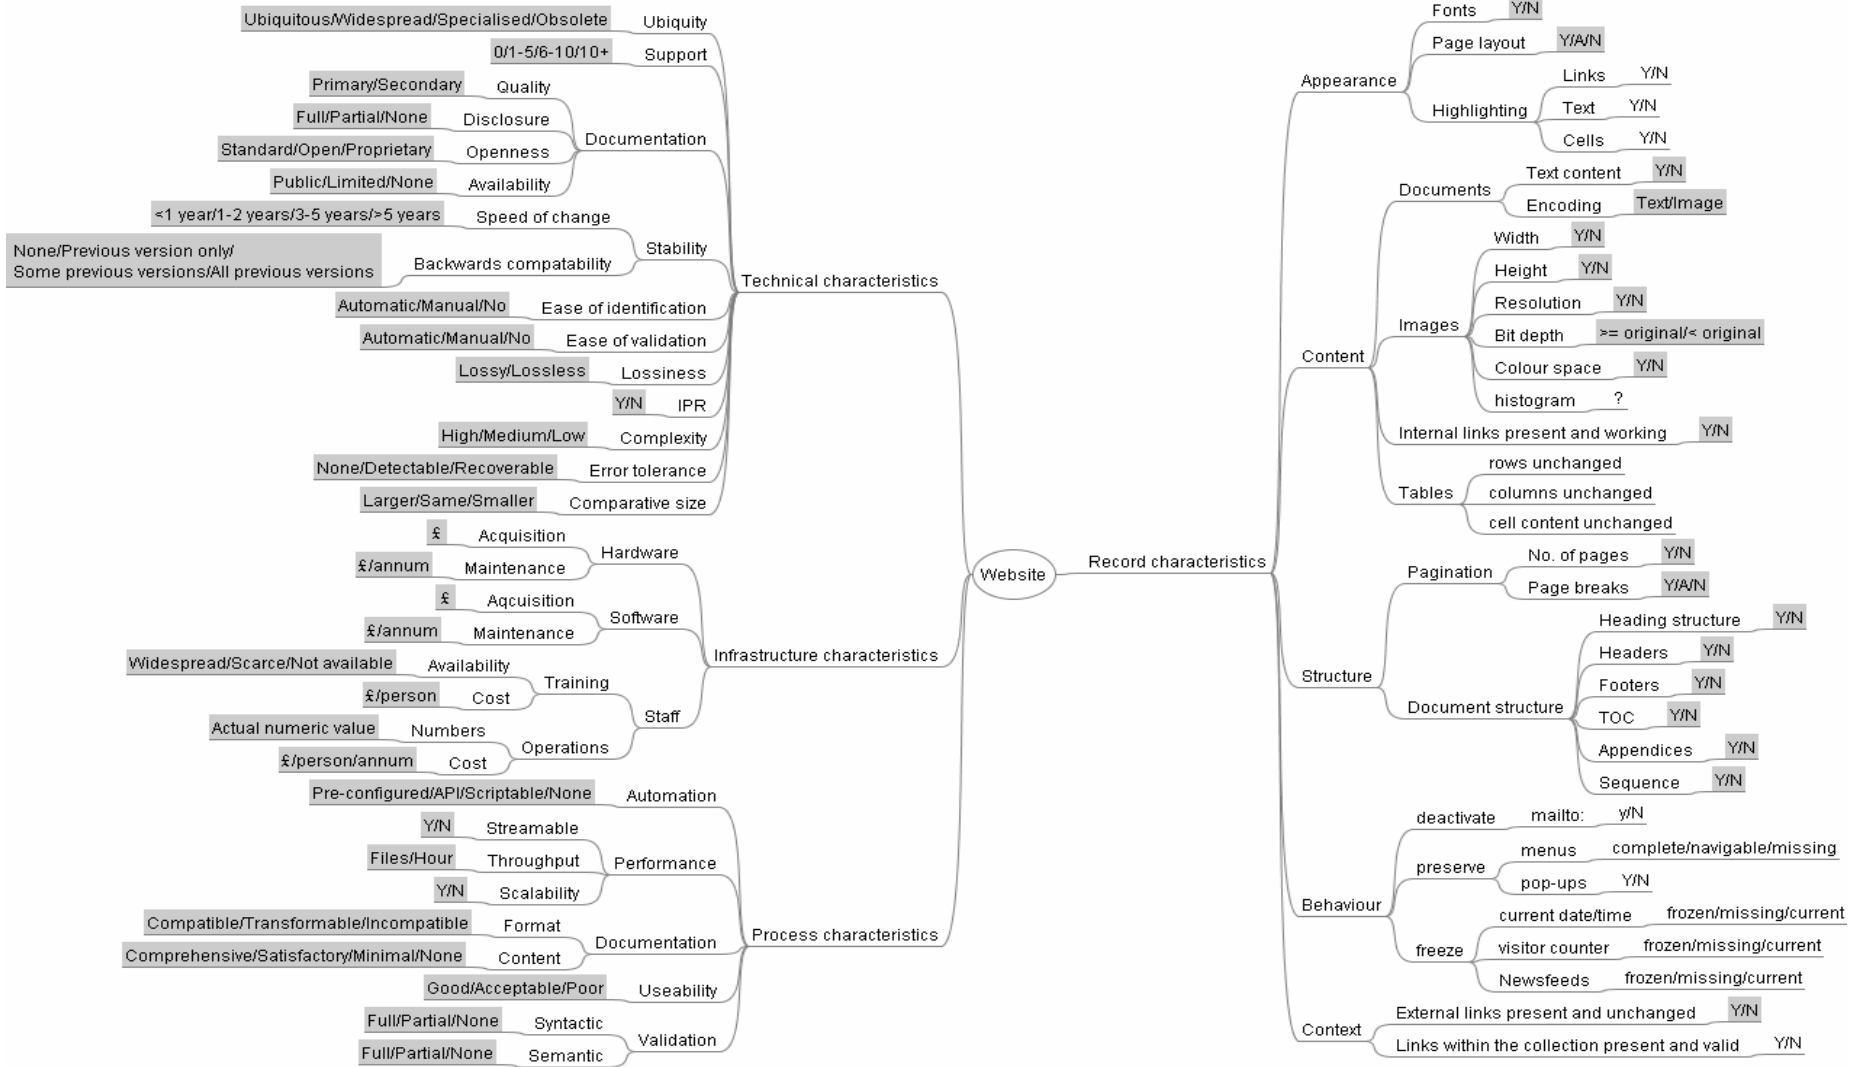 Ubiquitous/Widespread/Specialised/Obsolete Ubiquity
0/1-5/6-10/10+ Support
Primary/Secondary Quality
Full/Partial/None Disclosure
Documentation
Standard/Open/Proprietary Openness
Public/Limited/None Availability
<1 year/1-2 years/3-5 years/>5 years Speed of change
Stability
None/Previous version only/
Some previous versions/All previous versions
Backwards compatability
Technical characteristics
Automatic/Manual/No Ease of identification
Automatic/Manual/No Ease of validation
Lossy/Lossless Lossiness
Y/N IPR
High/Medium/Low Complexity
None/Detectable/Recoverable Error tolerance
Larger/Same/Smaller Comparative size
£ Acquisition
Hardware
£/annum Maintenance
£ Aqcuisition
Software
£/annum Maintenance
Infrastructure characteristics
Widespread/Scarce/Not available Availability
Training
£/person Cost
Staff
Actual numeric value Numbers
Operations
£/person/annum Cost
Pre-configured/API/Scriptable/None Automation
Y/N Streamable
Files/Hour Throughput
Performance
Y/N Scalability
Compatible/Transformable/Incompatible Format
Documentation
Process characteristics
Comprehensive/Satisfactory/Minimal/None Content
Good/Acceptable/Poor Useability
Full/Partial/None Syntactic
Validation
Full/Partial/None Semantic
Website
Record characteristics
Fonts Y/N
Page layout Y/A/N
Appearance
Links Y/N
Highlighting
Text Y/N
Cells Y/N
Text content Y/N
Documents
Encoding Text/Image
Width Y/N
Height Y/N
Resolution Y/N
Images
Bit depth >= original/< original
Content
Colour space Y/N
histogram ?
Internal links present and working Y/N
rows unchanged
Tables
columns unchanged
cell content unchanged
No. of pages Y/N
Pagination
Page breaks Y/A/N
Heading structure Y/N
Headers Y/N
Structure
Footers Y/N
Document structure
TOC Y/N
Appendices Y/N
Sequence Y/N
deactivate mailto: y/N
menus complete/navigable/missing
preserve
pop-ups Y/N
Behaviour
current date/time frozen/missing/current
freeze
visitor counter frozen/missing/current
Newsfeeds frozen/missing/current
External links present and unchanged Y/N
Context
Links within the collection present and valid Y/N